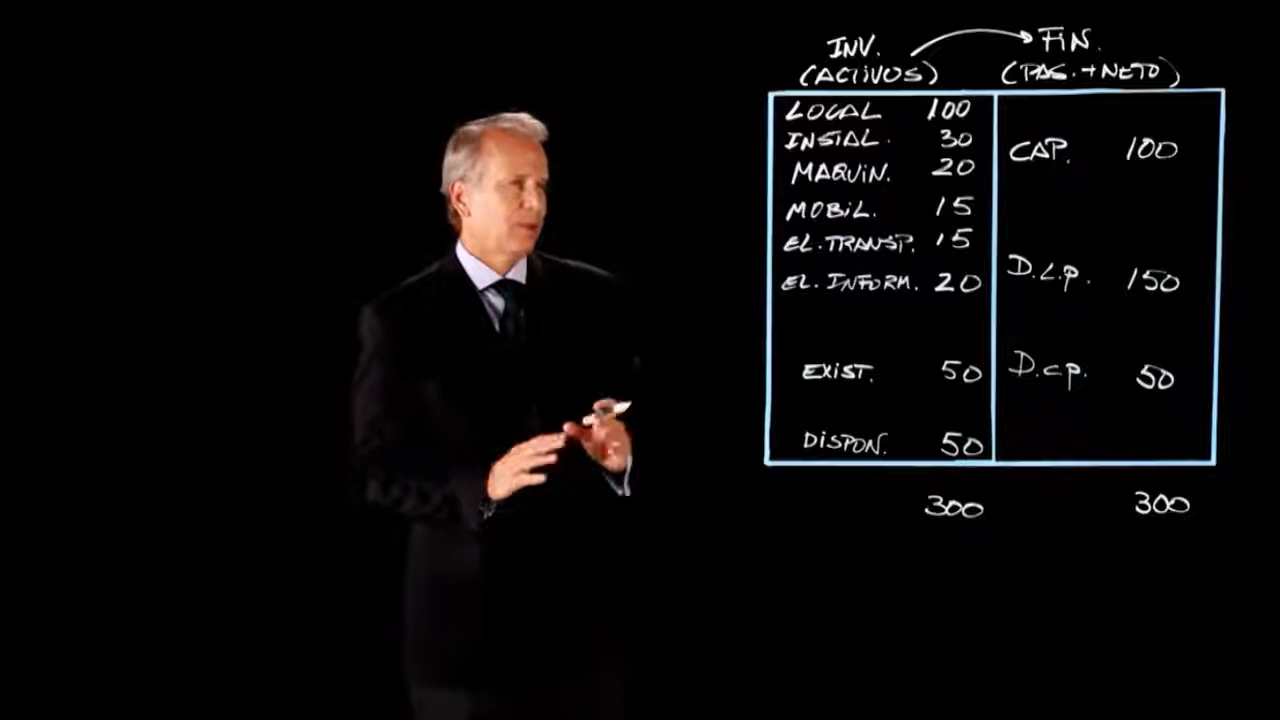 INV. FiN.
(ACTIVOS) (PAS.+NETO)
LOCAL 100
INSTAL. 30
CAP. 100
MAQUIN. 20
MOBIL. 15
EL.TRANSP. 15
D.L.P. 150
EL.INFORM. 20
EXIST. 50
D.C.P. 50
DISPON. 50
300 300